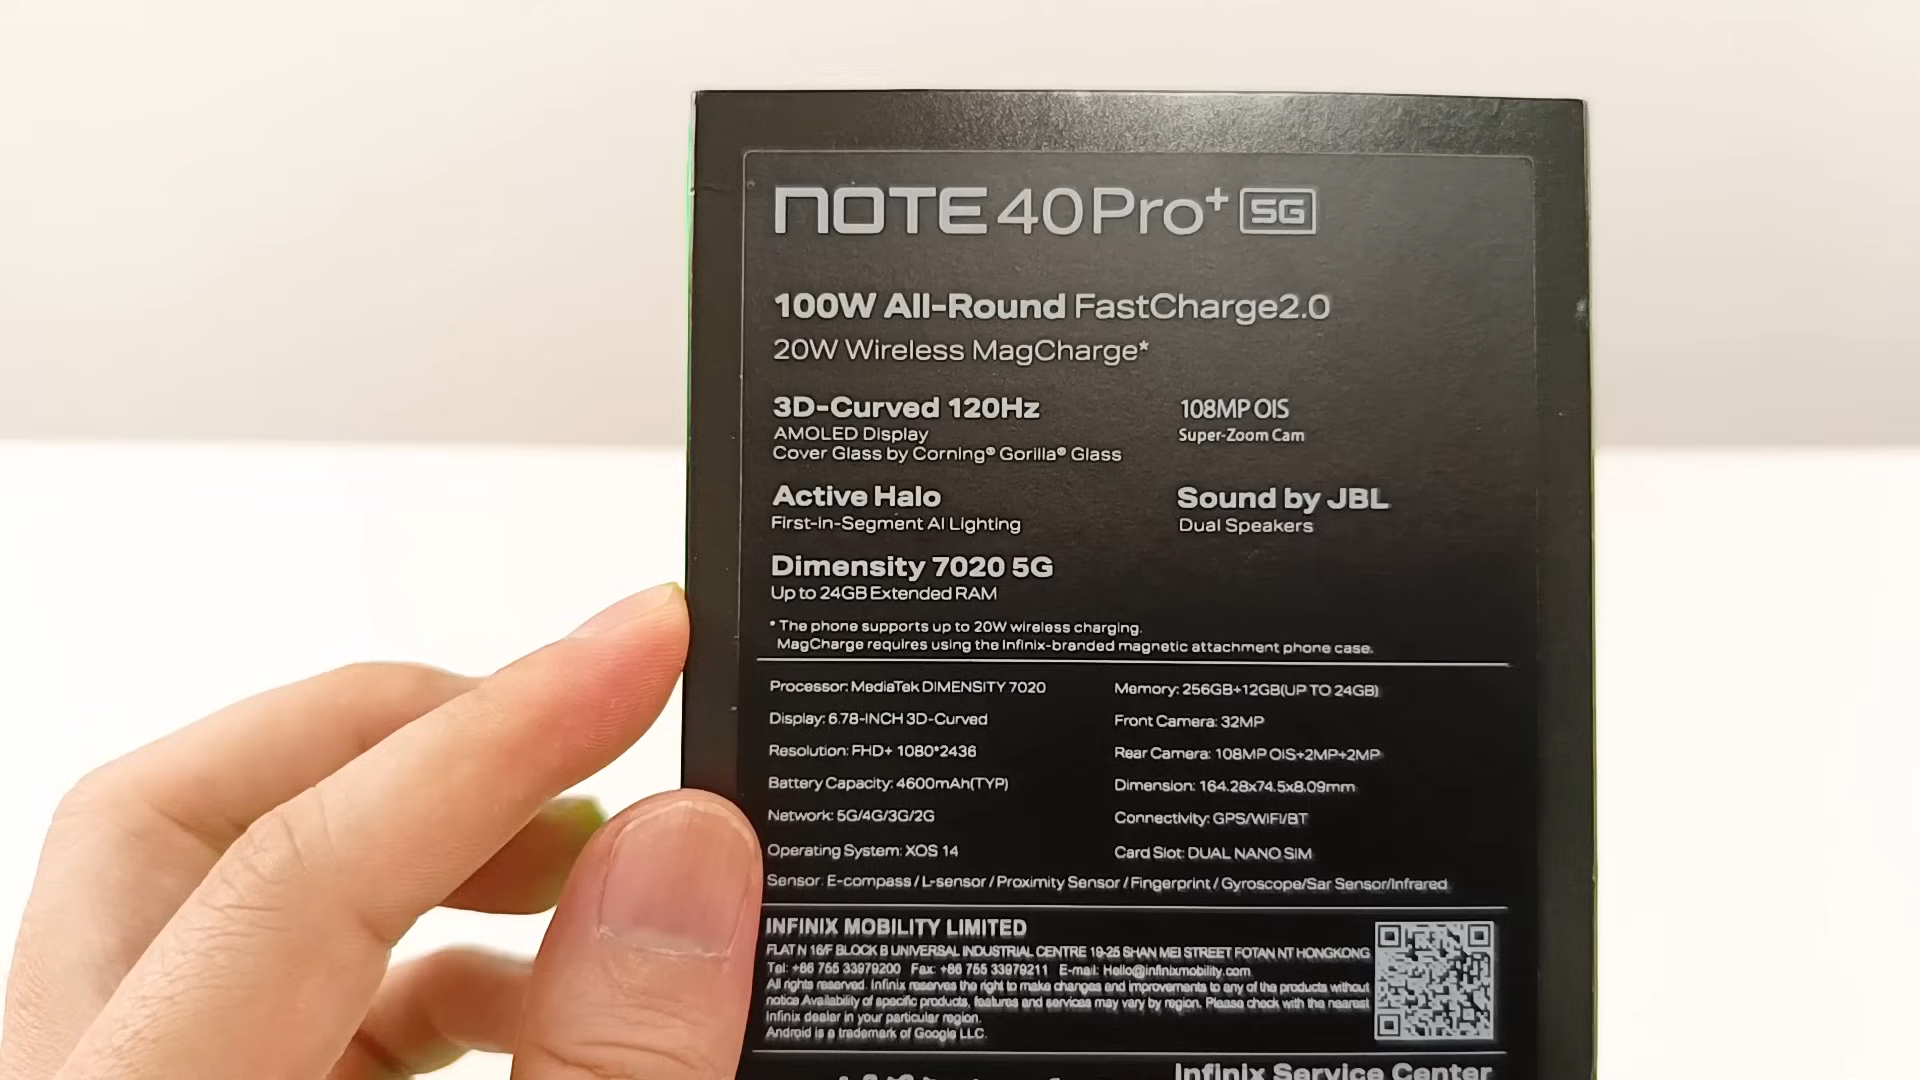 NOTE 40Pro+ 5G
100W All-Round FastCharge2.0
20W Wireless MagCharge*
3D-Curved 120Hz
AMOLED Display
Cover Glass by Corning® Gorilla® Glass
108MP OIS
Super-Zoom Cam
Active Halo
First-in-Segment AI Lighting
Sound by JBL
Dual Speakers
Dimensity 7020 5G
Up to 24GB Extended RAM
* The phone supports up to 20W wireless charging.
MagCharge requires using the Infinix-branded magnetic attachment phone case.
Processor: MediaTek DIMENSITY 7020
Memory: 256GB+12GB(UP TO 24GB)
Display: 6.78-INCH 3D-Curved
Front Camera: 32MP
Resolution: FHD+ 1080*2436
Rear Camera: 108MP OIS+2MP+2MP
Battery Capacity: 4600mAh(TYP)
Dimension: 164.28x74.5x8.09mm
Network: 5G/4G/3G/2G
Connectivity: GPS/WIFI/BT
Operating System: XOS 14
Card Slot: DUAL NANO SIM
Sensor: E-compass / L-sensor / Proximity Sensor / Fingerprint / Gyroscope/Sar Sensor/Infrared
INFINIX MOBILITY LIMITED
FLAT N 16/F BLOCK B UNIVERSAL INDUSTRIAL CENTRE 19-25 SHAN MEI STREET FOTAN NT HONGKONG
Tel: +86 755 33979200 Fax: +86 755 33979211 E-mail: Hello@infinixmobility.com
All rights reserved. Infinix reserves the right to make changes and improvements to any of the products without
notice Availability of specific products, features and services may vary by region. Please check with the nearest
Infinix dealer in your particular region.
Android is a trademark of Google LLC.
Infinix Service Center